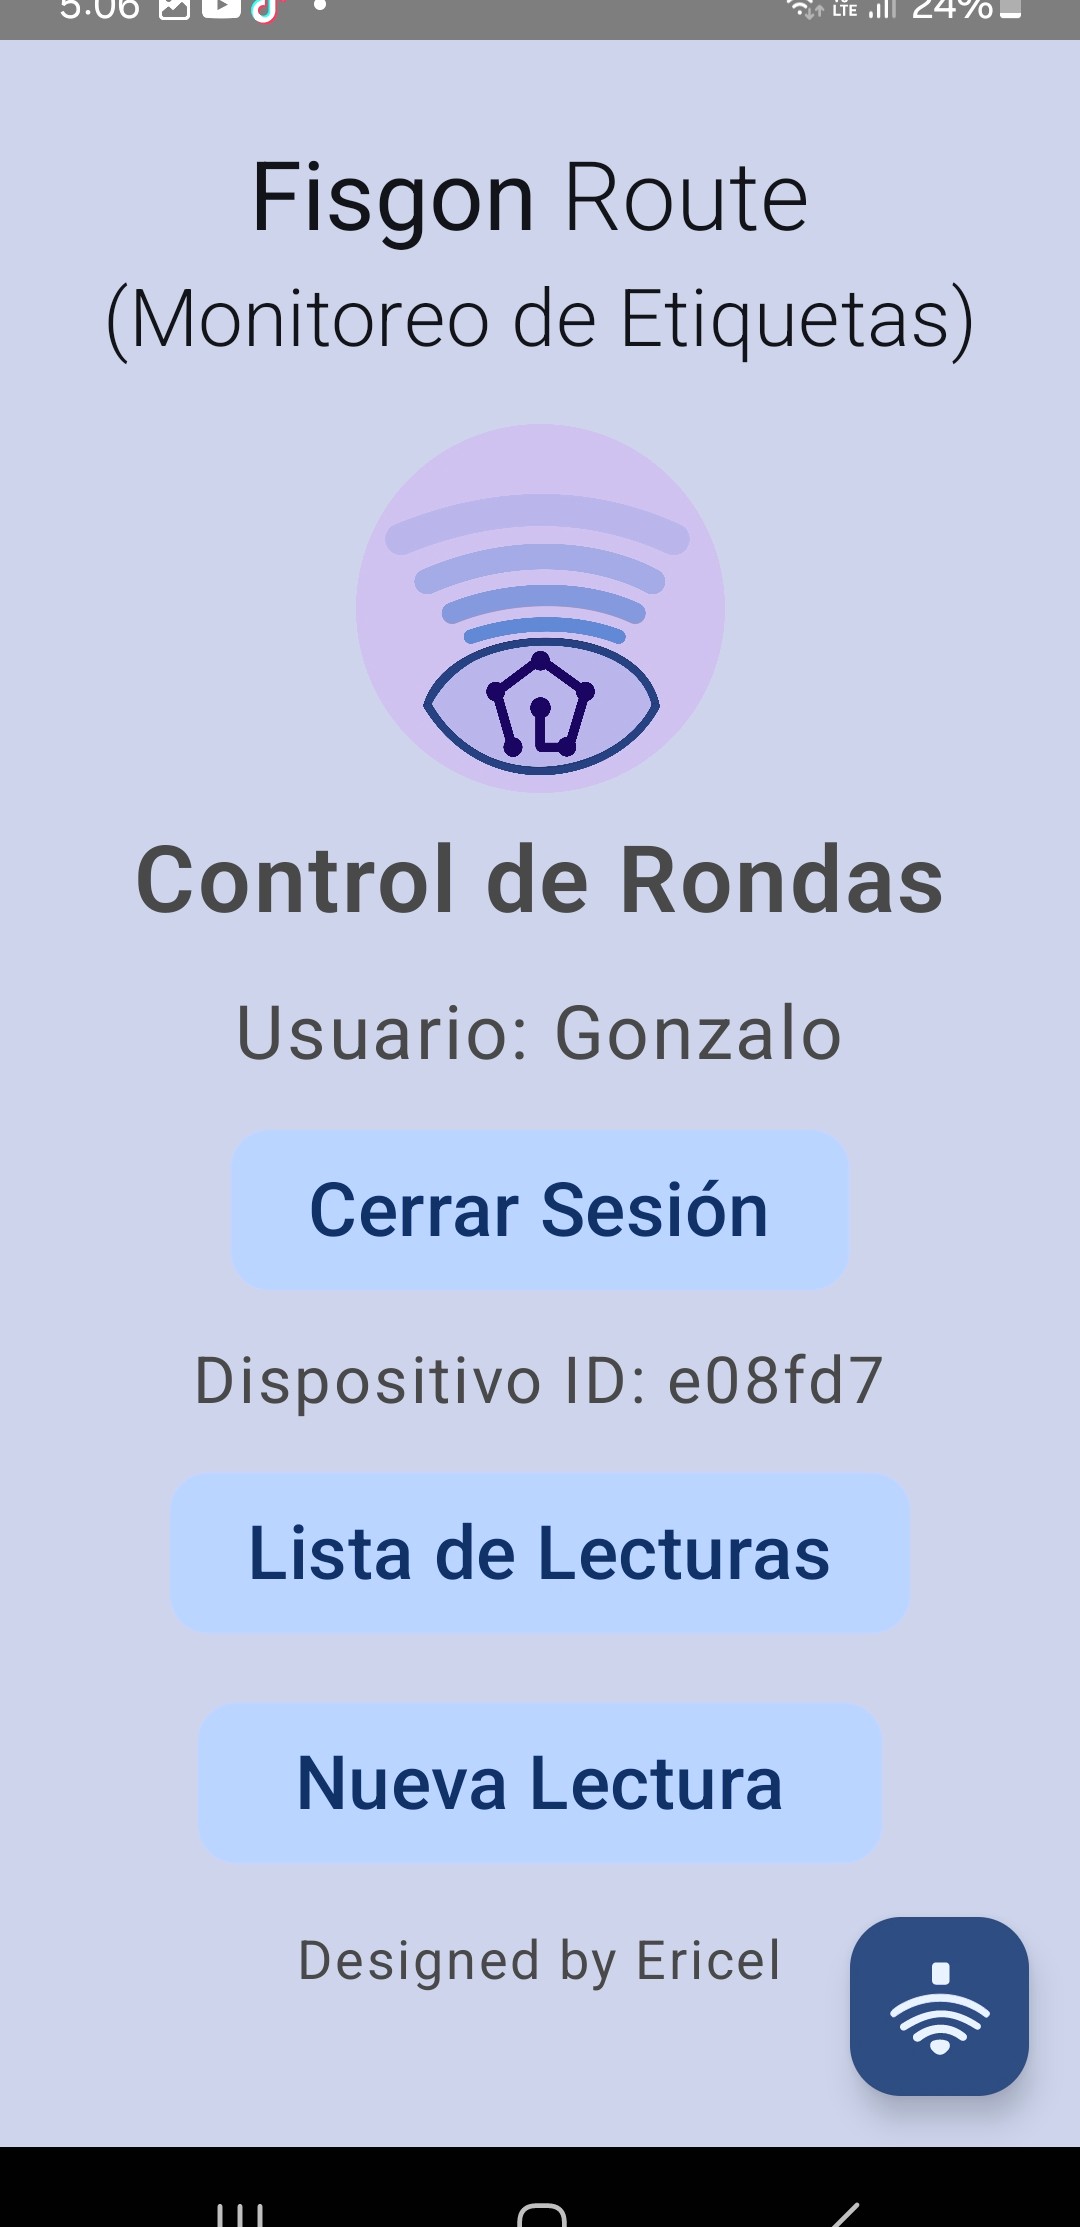 5:06 LTE 24%
Fisgon Route
(Monitoreo de Etiquetas)
Control de Rondas
Usuario: Gonzalo
Cerrar Sesión
Dispositivo ID: e08fd7
Lista de Lecturas
Nueva Lectura
Designed by Ericel